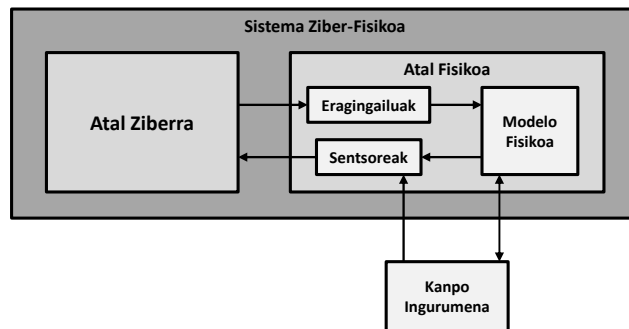 Sistema Ziber-Fisikoa
Atal Ziberra
Atal Fisikoa
Eragingailuak
Sentsoreak
Modelo
Fisikoa
Kanpo
Ingurumena